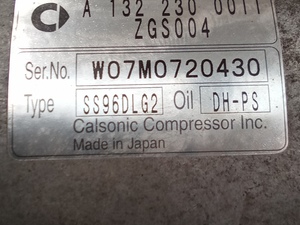 A 132 230 0011
ZGS004
Ser.No. W07M0720430
Type SS96DLG2 Oil DH-PS
Calsonic Compressor Inc.
Made in Japan